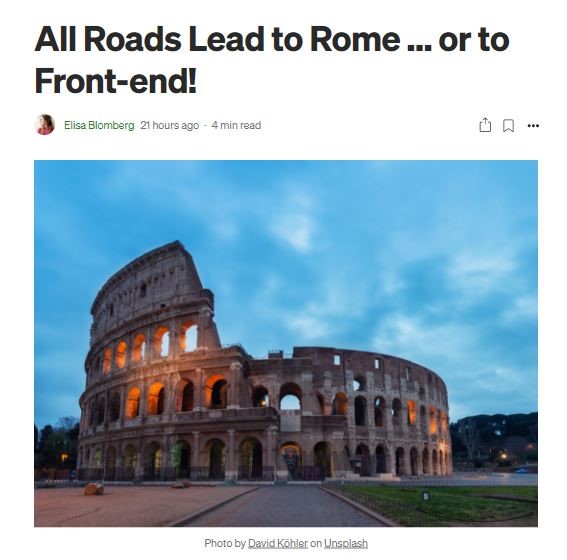 All Roads Lead to Rome ... or to
Front-end!
Elisa Blomberg 21 hours ago · 4 min read
Photo by David Köhler on Unsplash